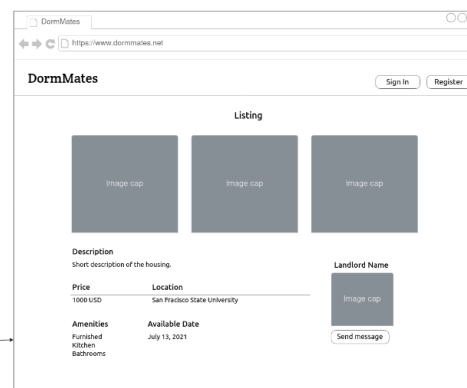 DormMates
https://www.dormmates.net
DormMates
Sign In Register
Listing
Image cap Image cap Image cap
Description
Short description of the housing.
Landlord Name
Price Location
1000 USD San Fracisco State University
Image cap
Amenities Available Date
Furnished July 13, 2021
Send message
Kitchen
Bathrooms